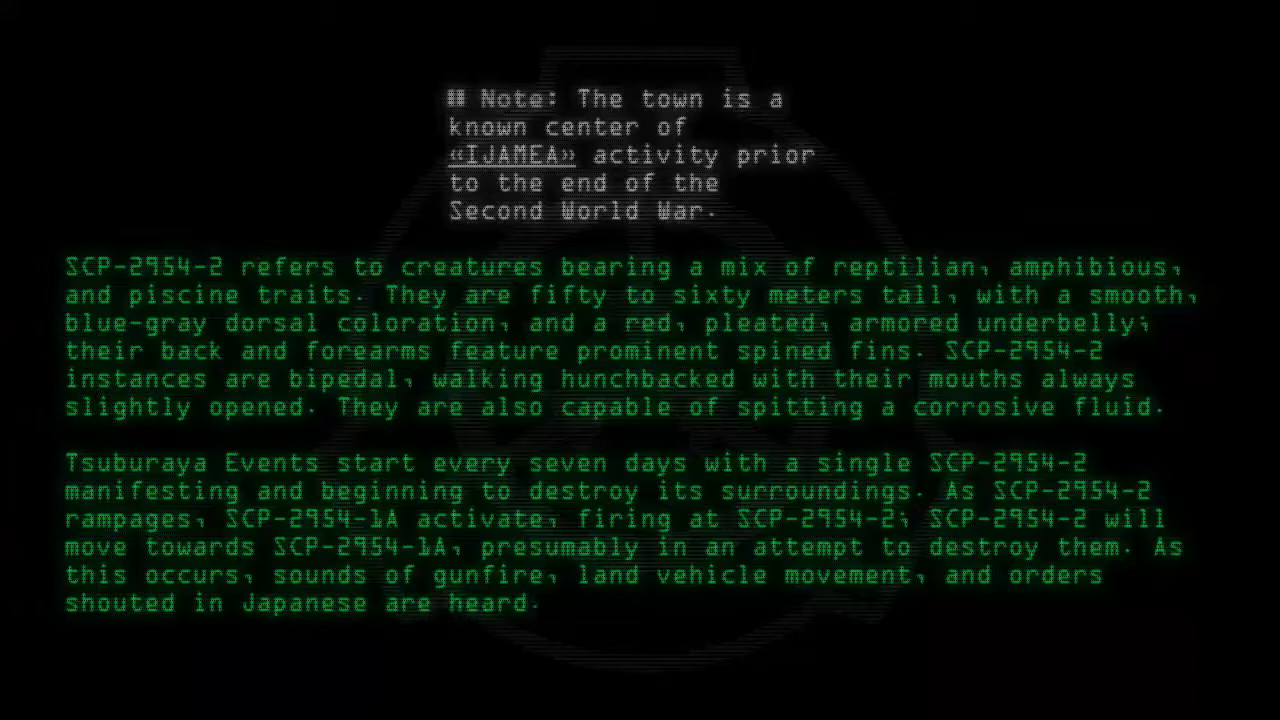 # Note: The town is a
known center of
«IJAMEA» activity prior
to the end of the
Second World War.
SCP-2954-2 refers to creatures bearing a mix of reptilian, amphibious,
and piscine traits. They are fifty to sixty meters tall, with a smooth,
blue-gray dorsal coloration, and a red, pleated, armored underbelly;
their back and forearms feature prominent spined fins. SCP-2954-2
instances are bipedal, walking hunchbacked with their mouths always
slightly opened. They are also capable of spitting a corrosive fluid.
Tsuburaya Events start every seven days with a single SCP-2954-2
manifesting and beginning to destroy its surroundings. As SCP-2954-2
rampages, SCP-2954-1A activate, firing at SCP-2954-2; SCP-2954-2 will
move towards SCP-2954-1A, presumably in an attempt to destroy them. As
this occurs, sounds of gunfire, land vehicle movement, and orders
shouted in Japanese are heard.